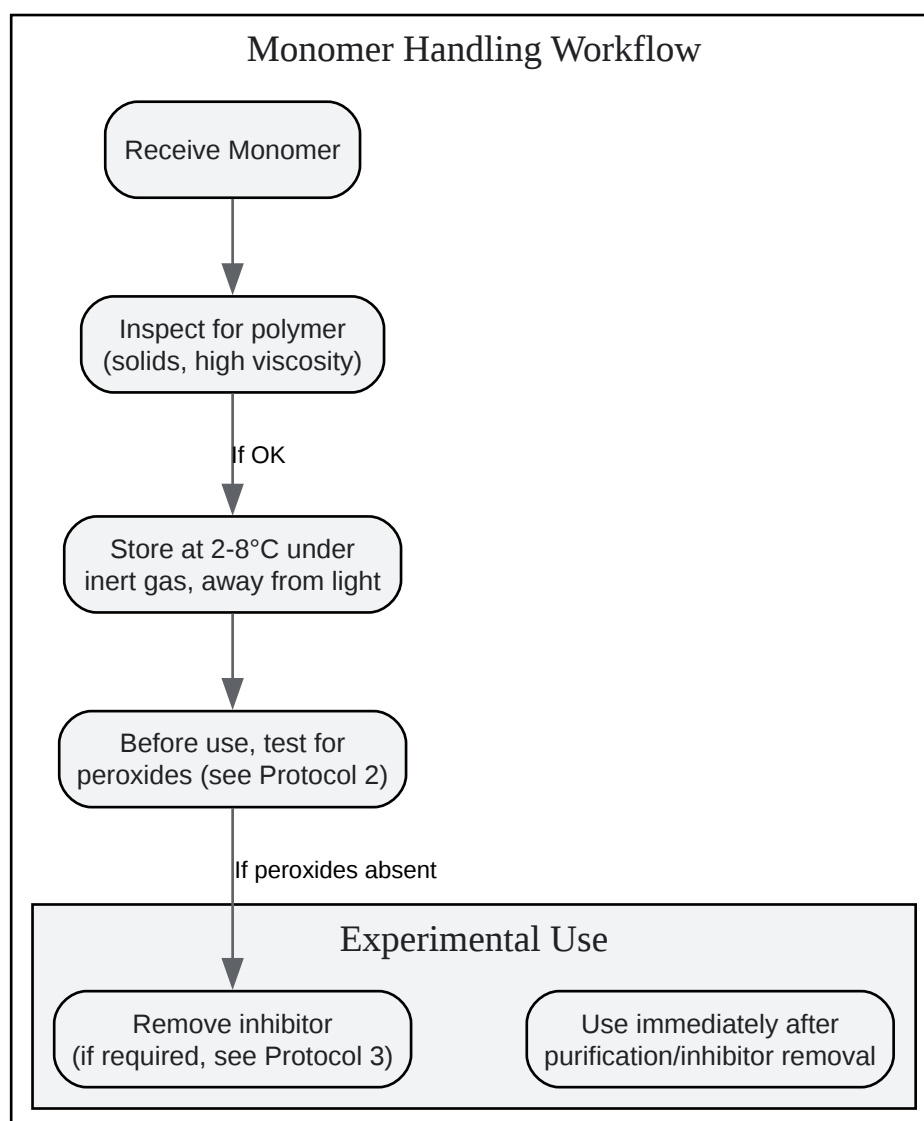 Monomer Handling Workflow
Receive Monomer
Inspect for polymer
(solids, high viscosity)
If OK
Store at 2-8°C under
inert gas, away from light
Before use, test for
peroxides (see Protocol 2)
If peroxides absent
Experimental Use
Remove inhibitor
(if required, see Protocol 3)
Use immediately after
purification/inhibitor removal